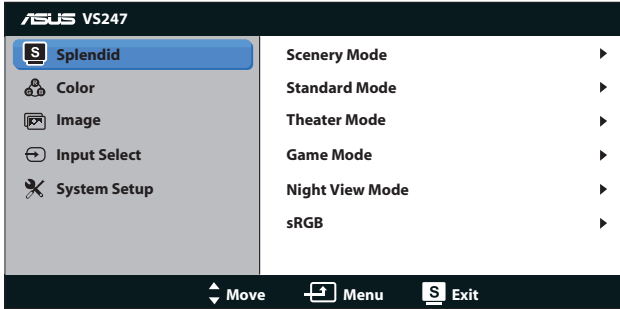 ASUS VS247
S Splendid
Color
Image
Input Select
System Setup
Scenery Mode
Standard Mode
Theater Mode
Game Mode
Night View Mode
sRGB
Move Menu S Exit